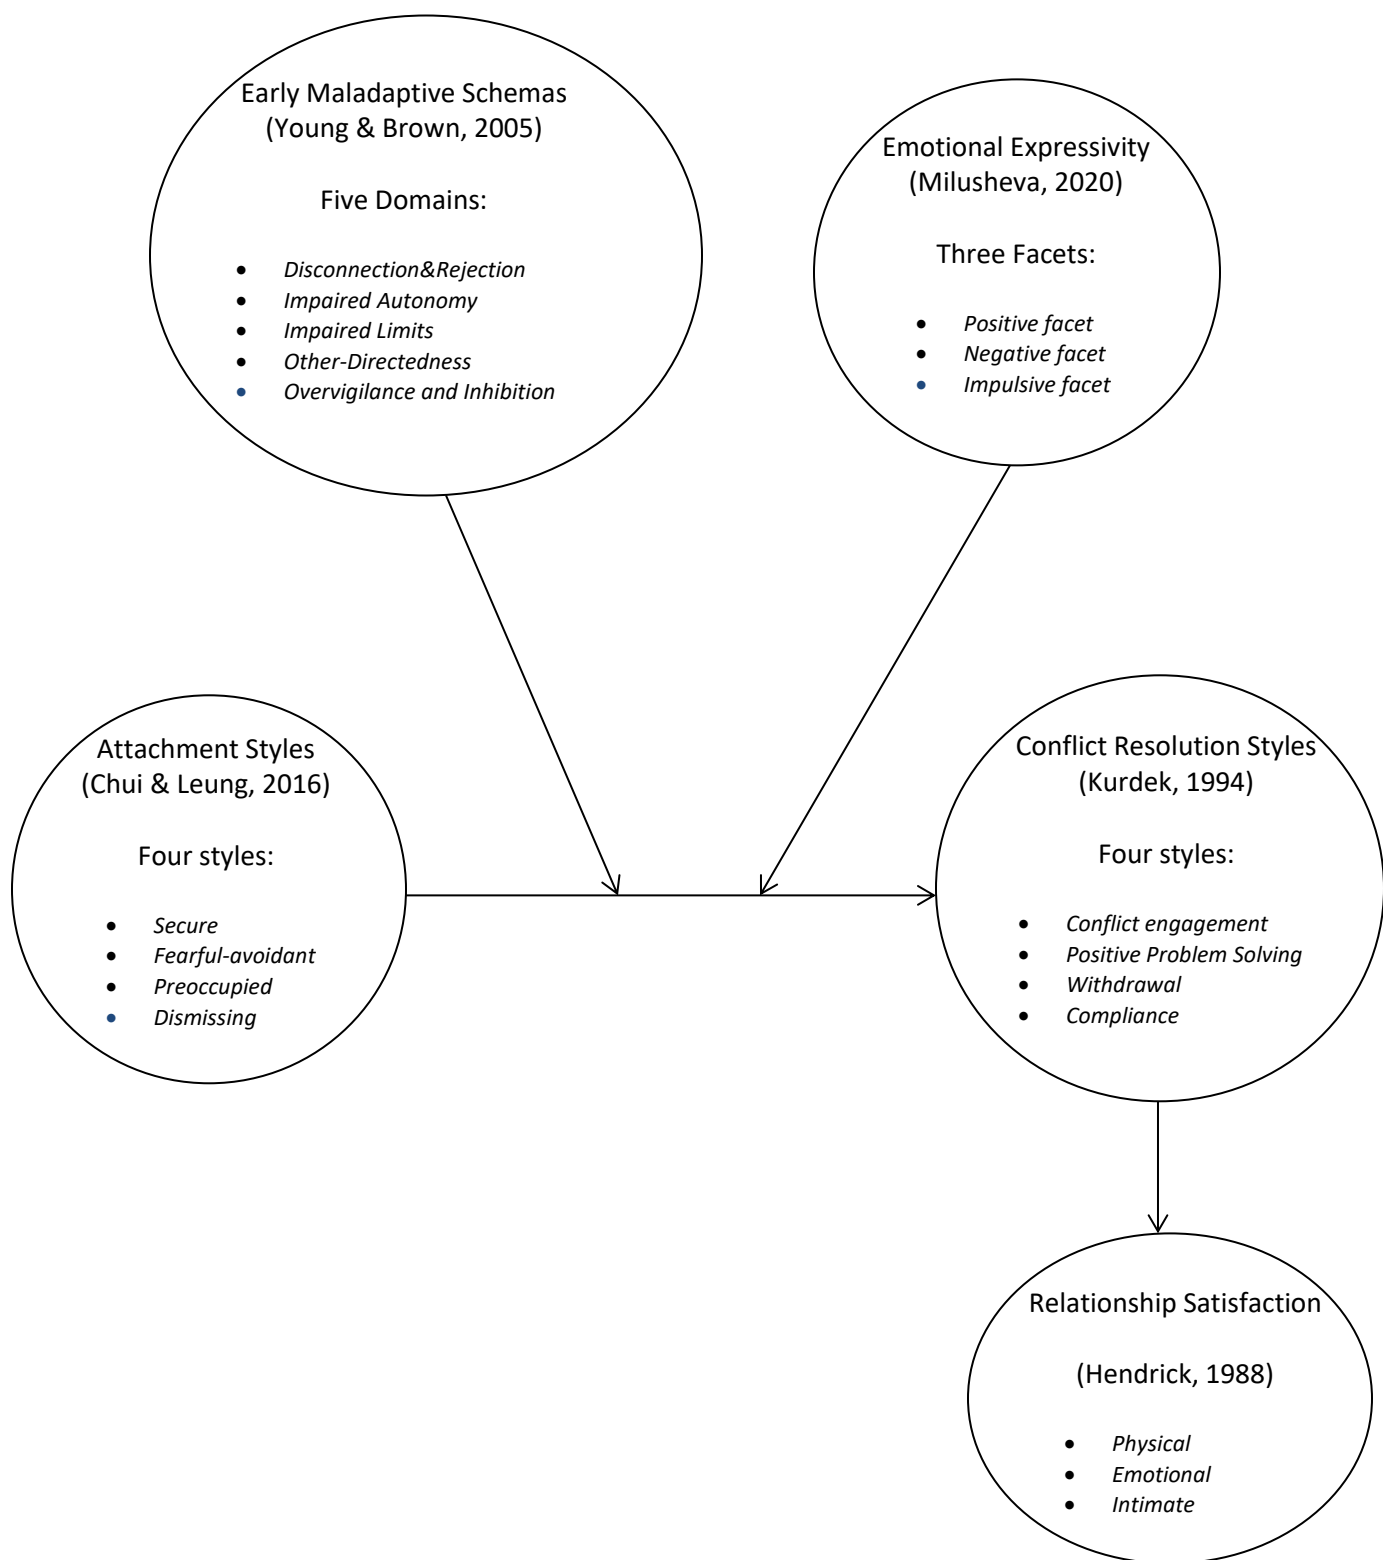 Early Maladaptive Schemas
(Young & Brown, 2005)
Five Domains:
• Disconnection&Rejection
• Impaired Autonomy
• Impaired Limits
• Other-Directedness
• Overvigilance and Inhibition
Emotional Expressivity
(Milusheva, 2020)
Three Facets:
• Positive facet
• Negative facet
• Impulsive facet
Attachment Styles
(Chui & Leung, 2016)
Four styles:
• Secure
• Fearful-avoidant
• Preoccupied
• Dismissing
Conflict Resolution Styles
(Kurdek, 1994)
Four styles:
• Conflict engagement
• Positive Problem Solving
• Withdrawal
• Compliance
Relationship Satisfaction
(Hendrick, 1988)
• Physical
• Emotional
• Intimate